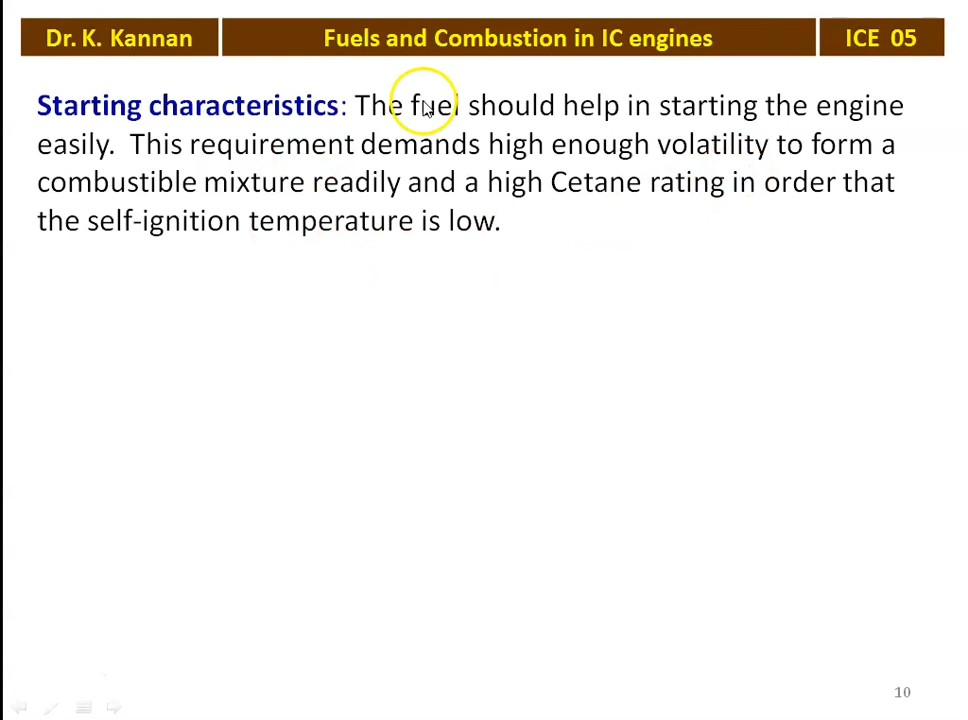 Dr. K. Kannan
Fuels and Combustion in IC engines
ICE 05
Starting characteristics: The fuel should help in starting the engine
easily. This requirement demands high enough volatility to form a
combustible mixture readily and a high Cetane rating in order that
the self-ignition temperature is low.
10